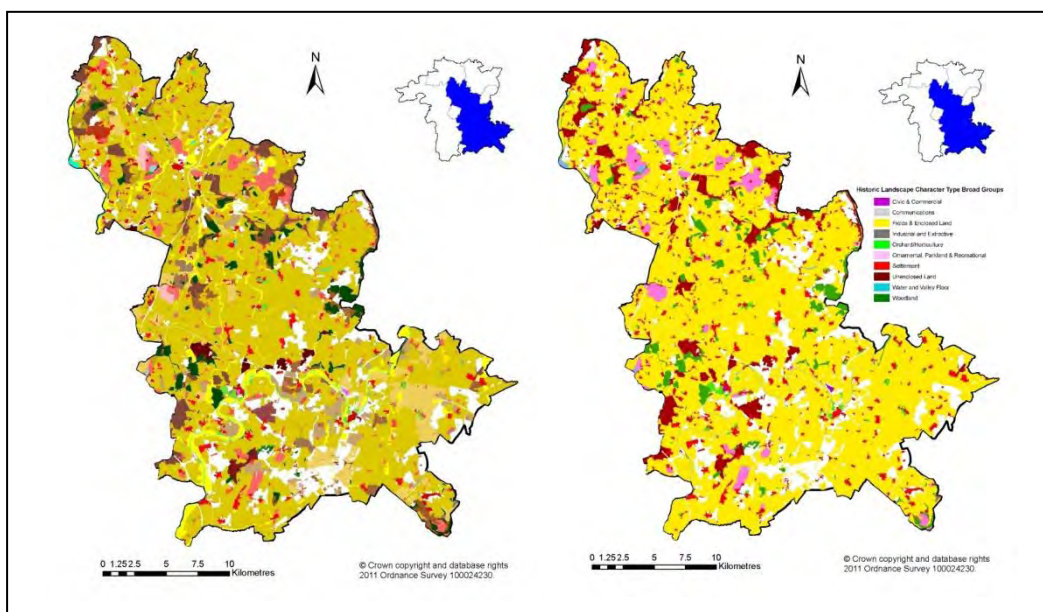 N
0 1.25 2.5 5 7.5 10
Kilometres
© Crown copyright and database rights
2011 Ordnance Survey 100024230.
N
Historic Landscape Character Type Broad Groups
Civic & Commercial
Communications
Fields & Enclosed Land
Industrial and Extractive
Orchard/Horticulture
Ornamental, Parkland & Recreational
Settlement
Unenclosed Land
Water and Valley Floor
Woodland
0 1.25 2.5 5 7.5 10
Kilometres
© Crown copyright and database rights
2011 Ordnance Survey 100024230.